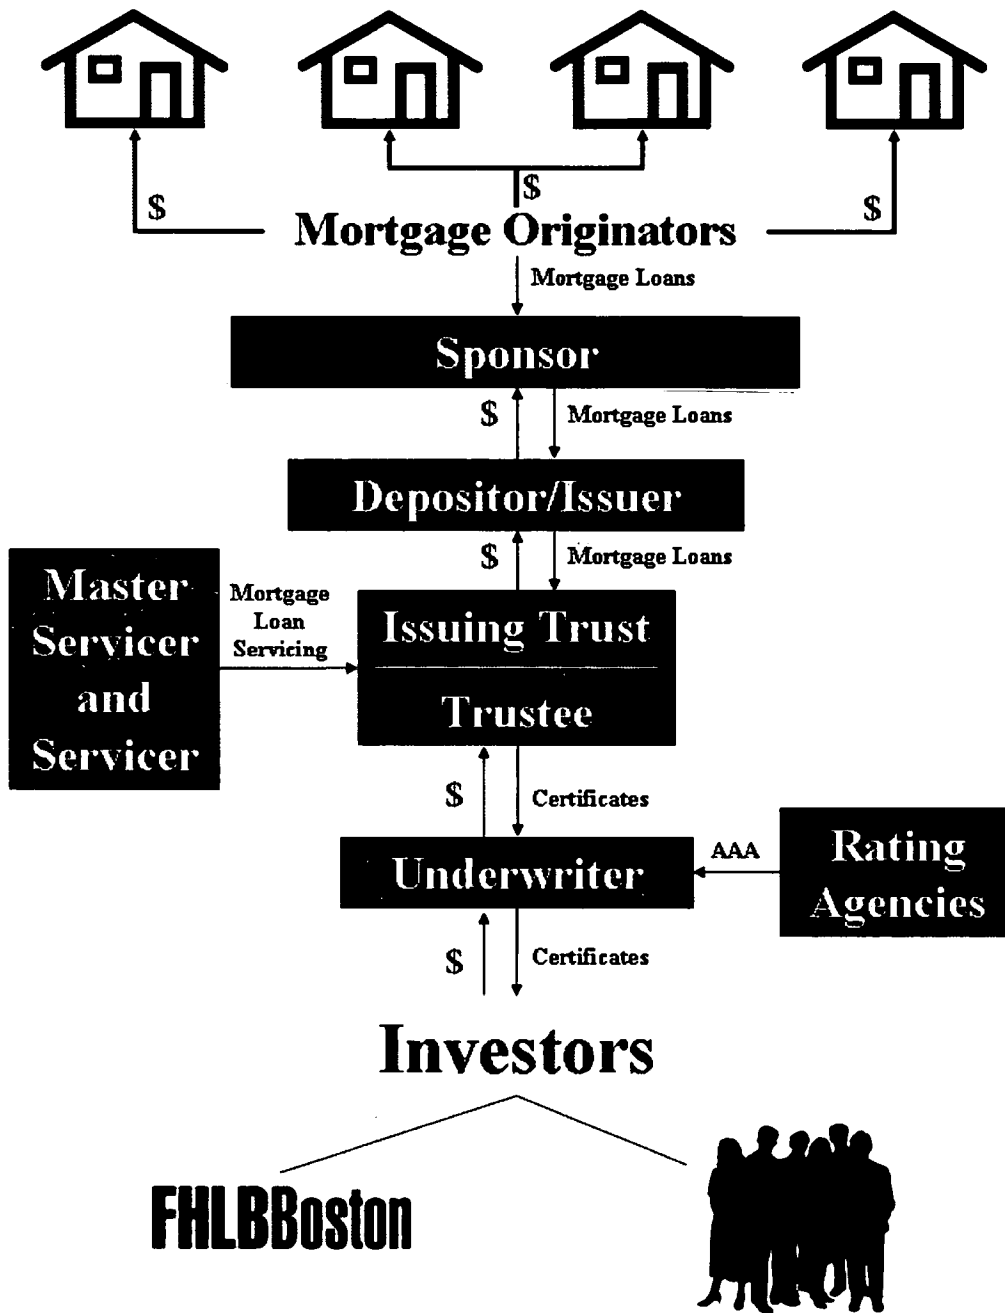 $
$
$
Mortgage Originators
Mortgage Loans
Sponsor
$
Mortgage Loans
Depositor/Issuer
$
Mortgage Loans
Master
Servicer
and
Servicer
Mortgage
Loan
Servicing
Issuing Trust
Trustee
$
Certificates
Underwriter
AAA
Rating
Agencies
$
Certificates
Investors
FHLBBoston